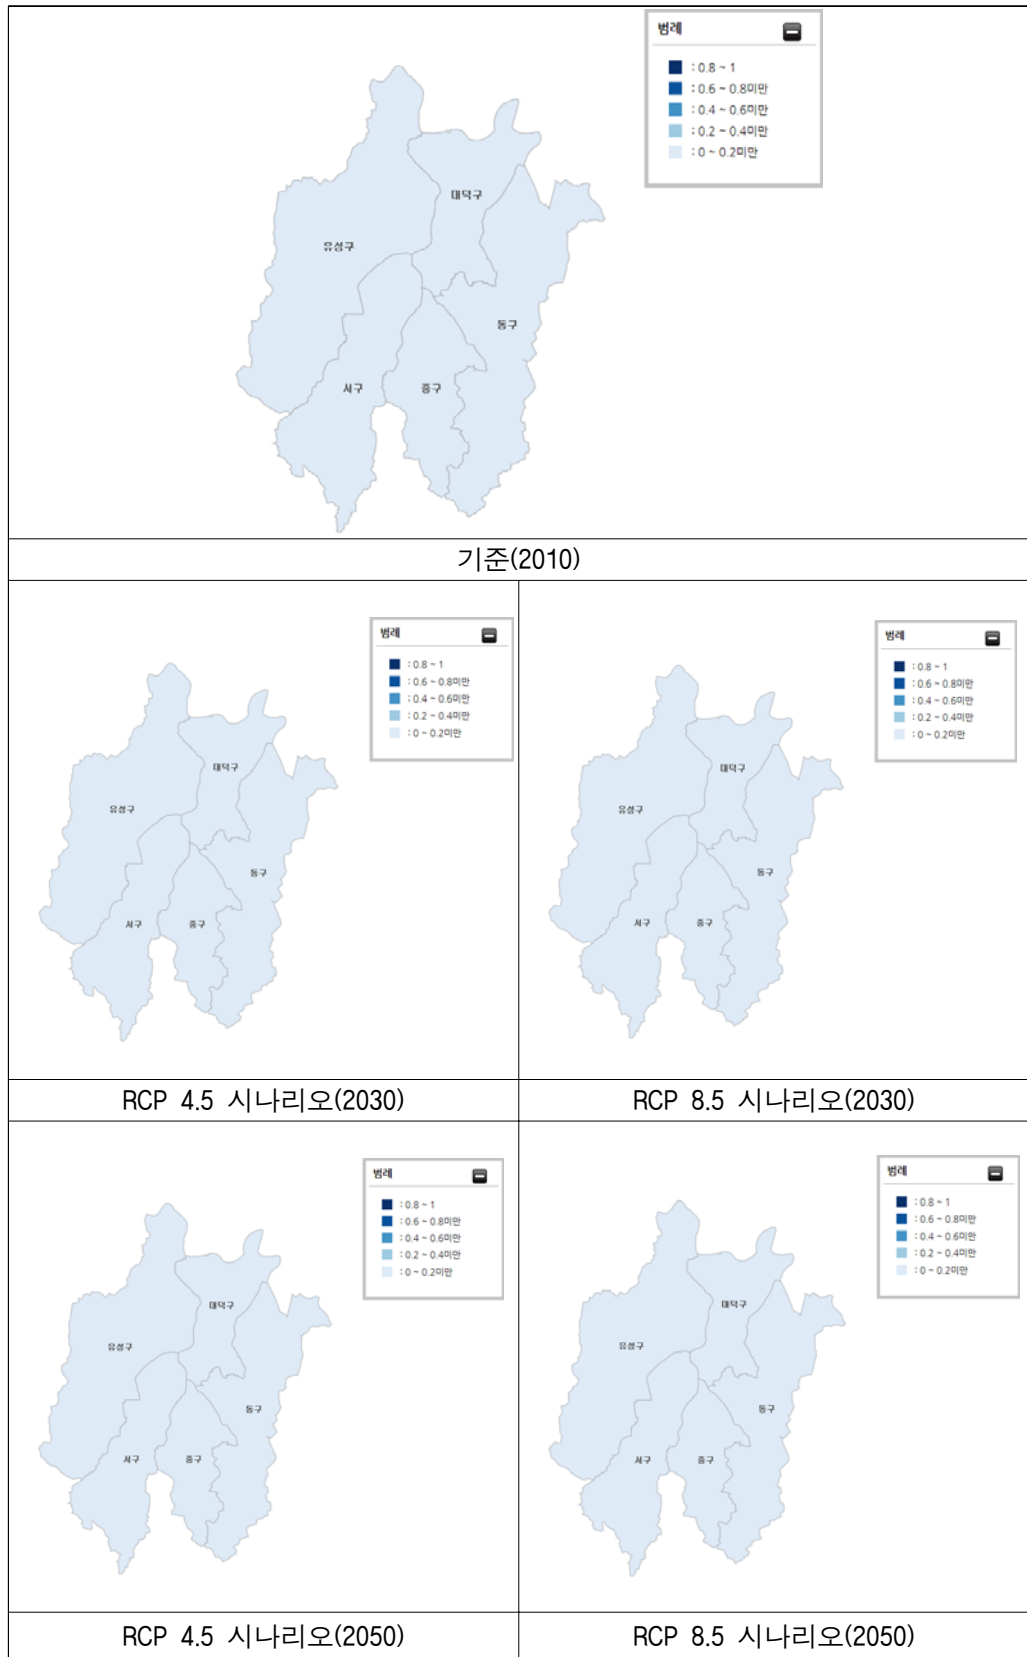 범례
: 0.8 ~ 1
: 0.6 ~ 0.8미만
: 0.4 ~ 0.6미만
: 0.2 ~ 0.4미만
: 0 ~ 0.2미만
대덕구
유성구
동구
서구
중구
기준(2010)
범례
: 0.8 ~ 1
: 0.6 ~ 0.8미만
: 0.4 ~ 0.6미만
: 0.2 ~ 0.4미만
: 0 ~ 0.2미만
대덕구
유성구
동구
서구
중구
범례
: 0.8 ~ 1
: 0.6 ~ 0.8미만
: 0.4 ~ 0.6미만
: 0.2 ~ 0.4미만
: 0 ~ 0.2미만
대덕구
유성구
동구
서구
중구
RCP 4.5 시나리오(2030)
RCP 8.5 시나리오(2030)
범례
: 0.8 ~ 1
: 0.6 ~ 0.8미만
: 0.4 ~ 0.6미만
: 0.2 ~ 0.4미만
: 0 ~ 0.2미만
대덕구
유성구
동구
서구
중구
범례
: 0.8 ~ 1
: 0.6 ~ 0.8미만
: 0.4 ~ 0.6미만
: 0.2 ~ 0.4미만
: 0 ~ 0.2미만
대덕구
유성구
동구
서구
중구
RCP 4.5 시나리오(2050)
RCP 8.5 시나리오(2050)